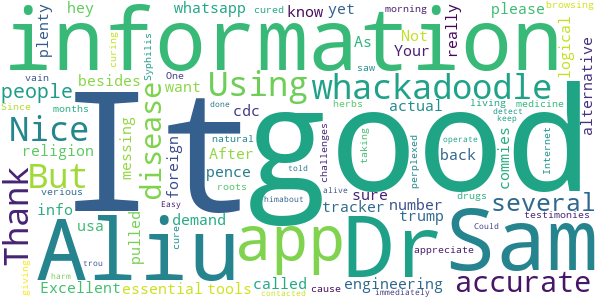 hey
plenty
information
whatsapp
cured
curing
Syphilis
know
yet
please
browsing
morning
As
saw
Not
Your
really
logical
alternative
people
besides
want
Using
whackadoodle
One
vain
months
disease
Since
cdc
herbs
living
medicine
actual
detect
keep
done
natural
Nice
religion
But
It
good
After
pence
roots
foreign
messing
taking
challenges
told
perplexed
back
Internet
operate
commies
Thank
info
verious
usa
pulled
Aliu
app
Dr
Sam
sure
tracker
number
trump
himabout
alive
drugs
Easy
several
Could
testimonies
demand
cures
Excellent
essential
tools
called
cause
engineering
appreciate
accurate
giving
harm
trou
contacted
immediately